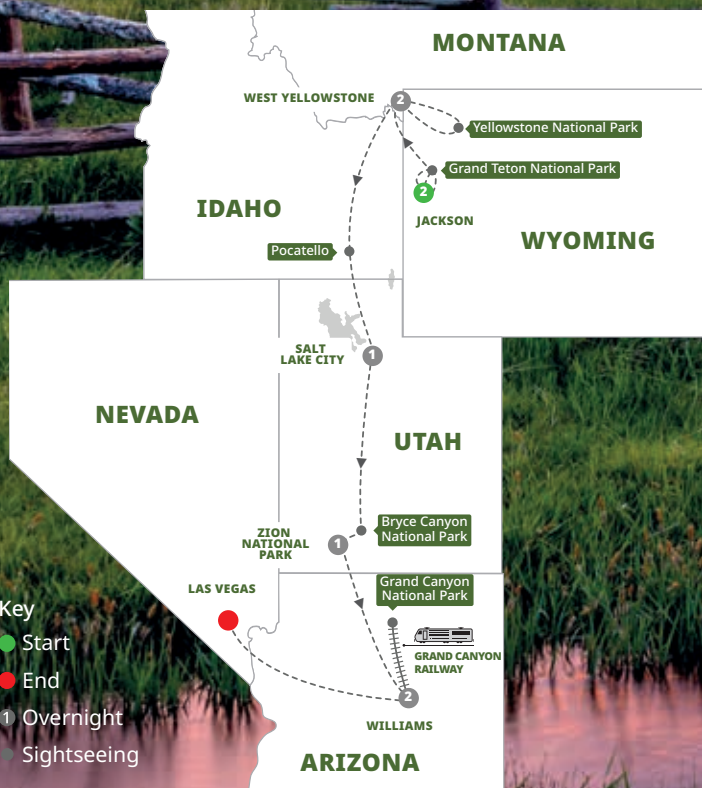 MONTANA
WEST YELLOWSTONE
2
Yellowstone National Park
Grand Teton National Park
2
JACKSON
IDAHO
WYOMING
Pocatello
SALT
LAKE CITY
1
NEVADA
UTAH
Bryce Canyon
National Park
ZION
NATIONAL
PARK
1
Grand Canyon
National Park
LAS VEGAS
GRAND CANYON
RAILWAY
2
WILLIAMS
ARIZONA
Key
Start
End
1 Overnight
Sightseeing